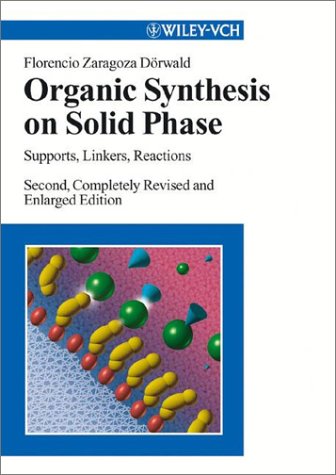 WILEY-VCH
Florencio Zaragoza Dörwald
Organic Synthesis
on Solid Phase
Supports, Linkers, Reactions
Second, Completely Revised and
Enlarged Edition